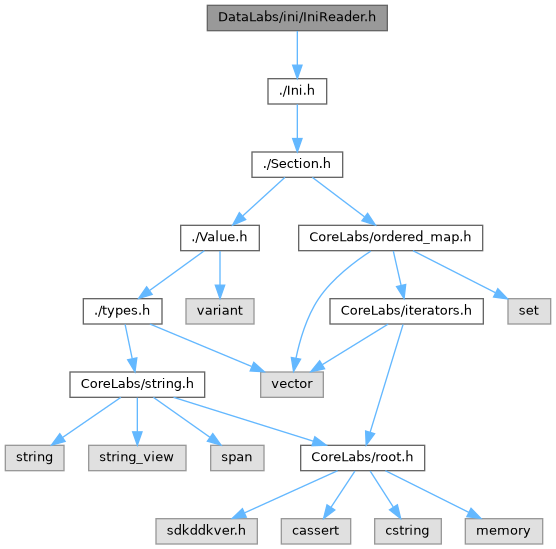 DataLabs/ini/IniReader.h
./Ini.h
./Section.h
./Value.h
CoreLabs/ordered_map.h
./types.h
variant
CoreLabs/iterators.h
set
CoreLabs/string.h
vector
string
string_view
span
CoreLabs/root.h
sdkddkver.h
cassert
cstring
memory